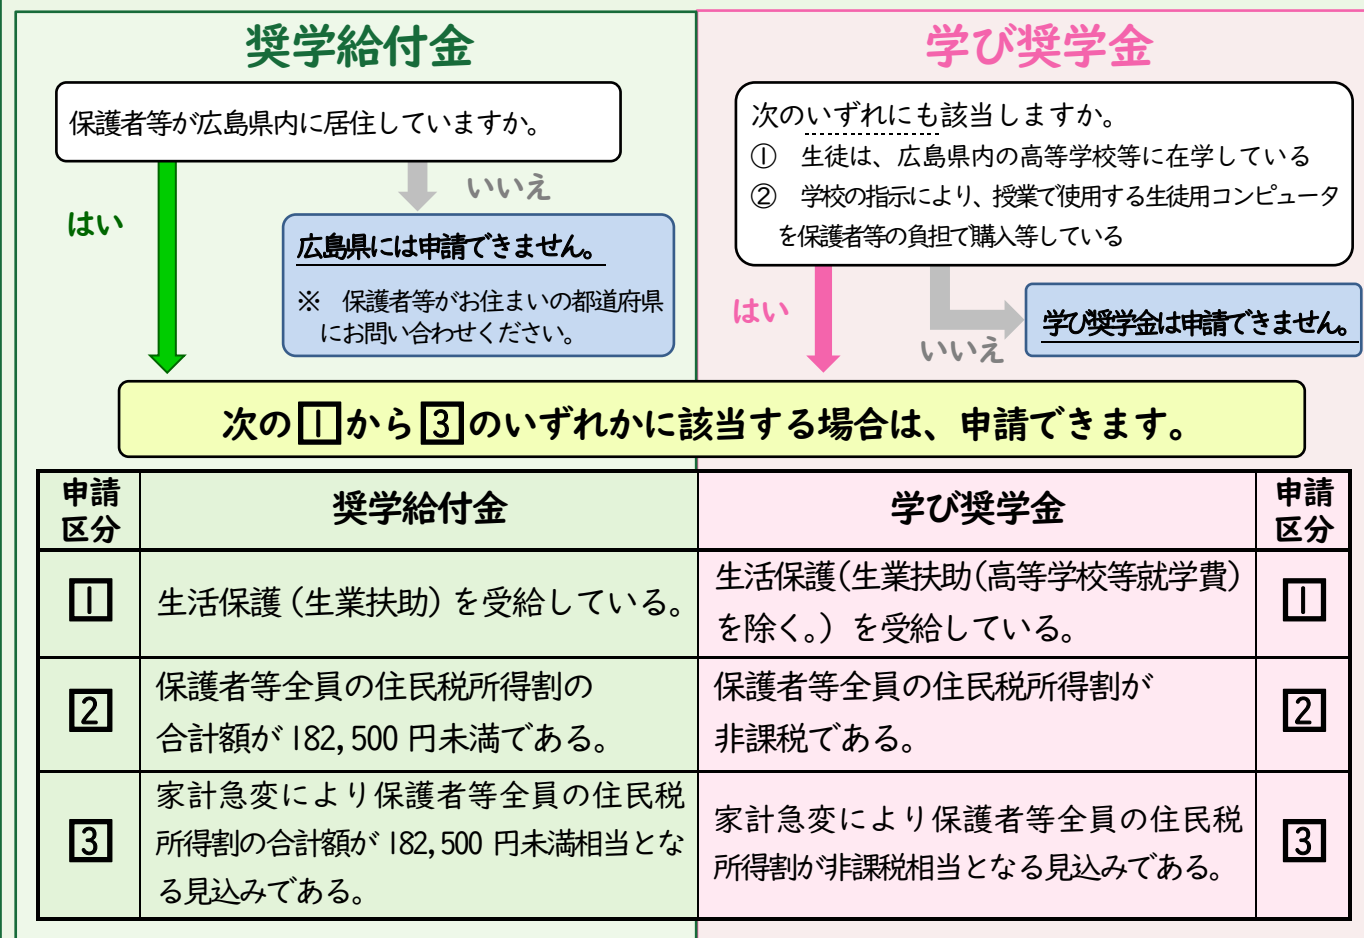 奨学給付金
保護者等が広島県内に居住していますか。
はい
いいえ
広島県には申請できません。
※　保護者等がお住まいの都道府県
にお問い合わせください。
学び奨学金
次のいずれにも該当しますか。
①　生徒は、広島県内の高等学校等に在学している
②　学校の指示により、授業で使用する生徒用コンピュータ
を保護者等の負担で購入等している
はい
いいえ
学び奨学金は申請できません。
次の1から3のいずれかに該当する場合は、申請できます。
申請
区分
奨学給付金
学び奨学金
申請
区分
1
生活保護（生業扶助）を受給している。
生活保護（生業扶助（高等学校等就学費）
を除く。）を受給している。
1
2
保護者等全員の住民税所得割の
合計額が182,500円未満である。
保護者等全員の住民税所得割が
非課税である。
2
3
家計急変により保護者等全員の住民税
所得割の合計額が182,500円未満相当とな
る見込みである。
家計急変により保護者等全員の住民税
所得割が非課税相当となる見込みである。
3